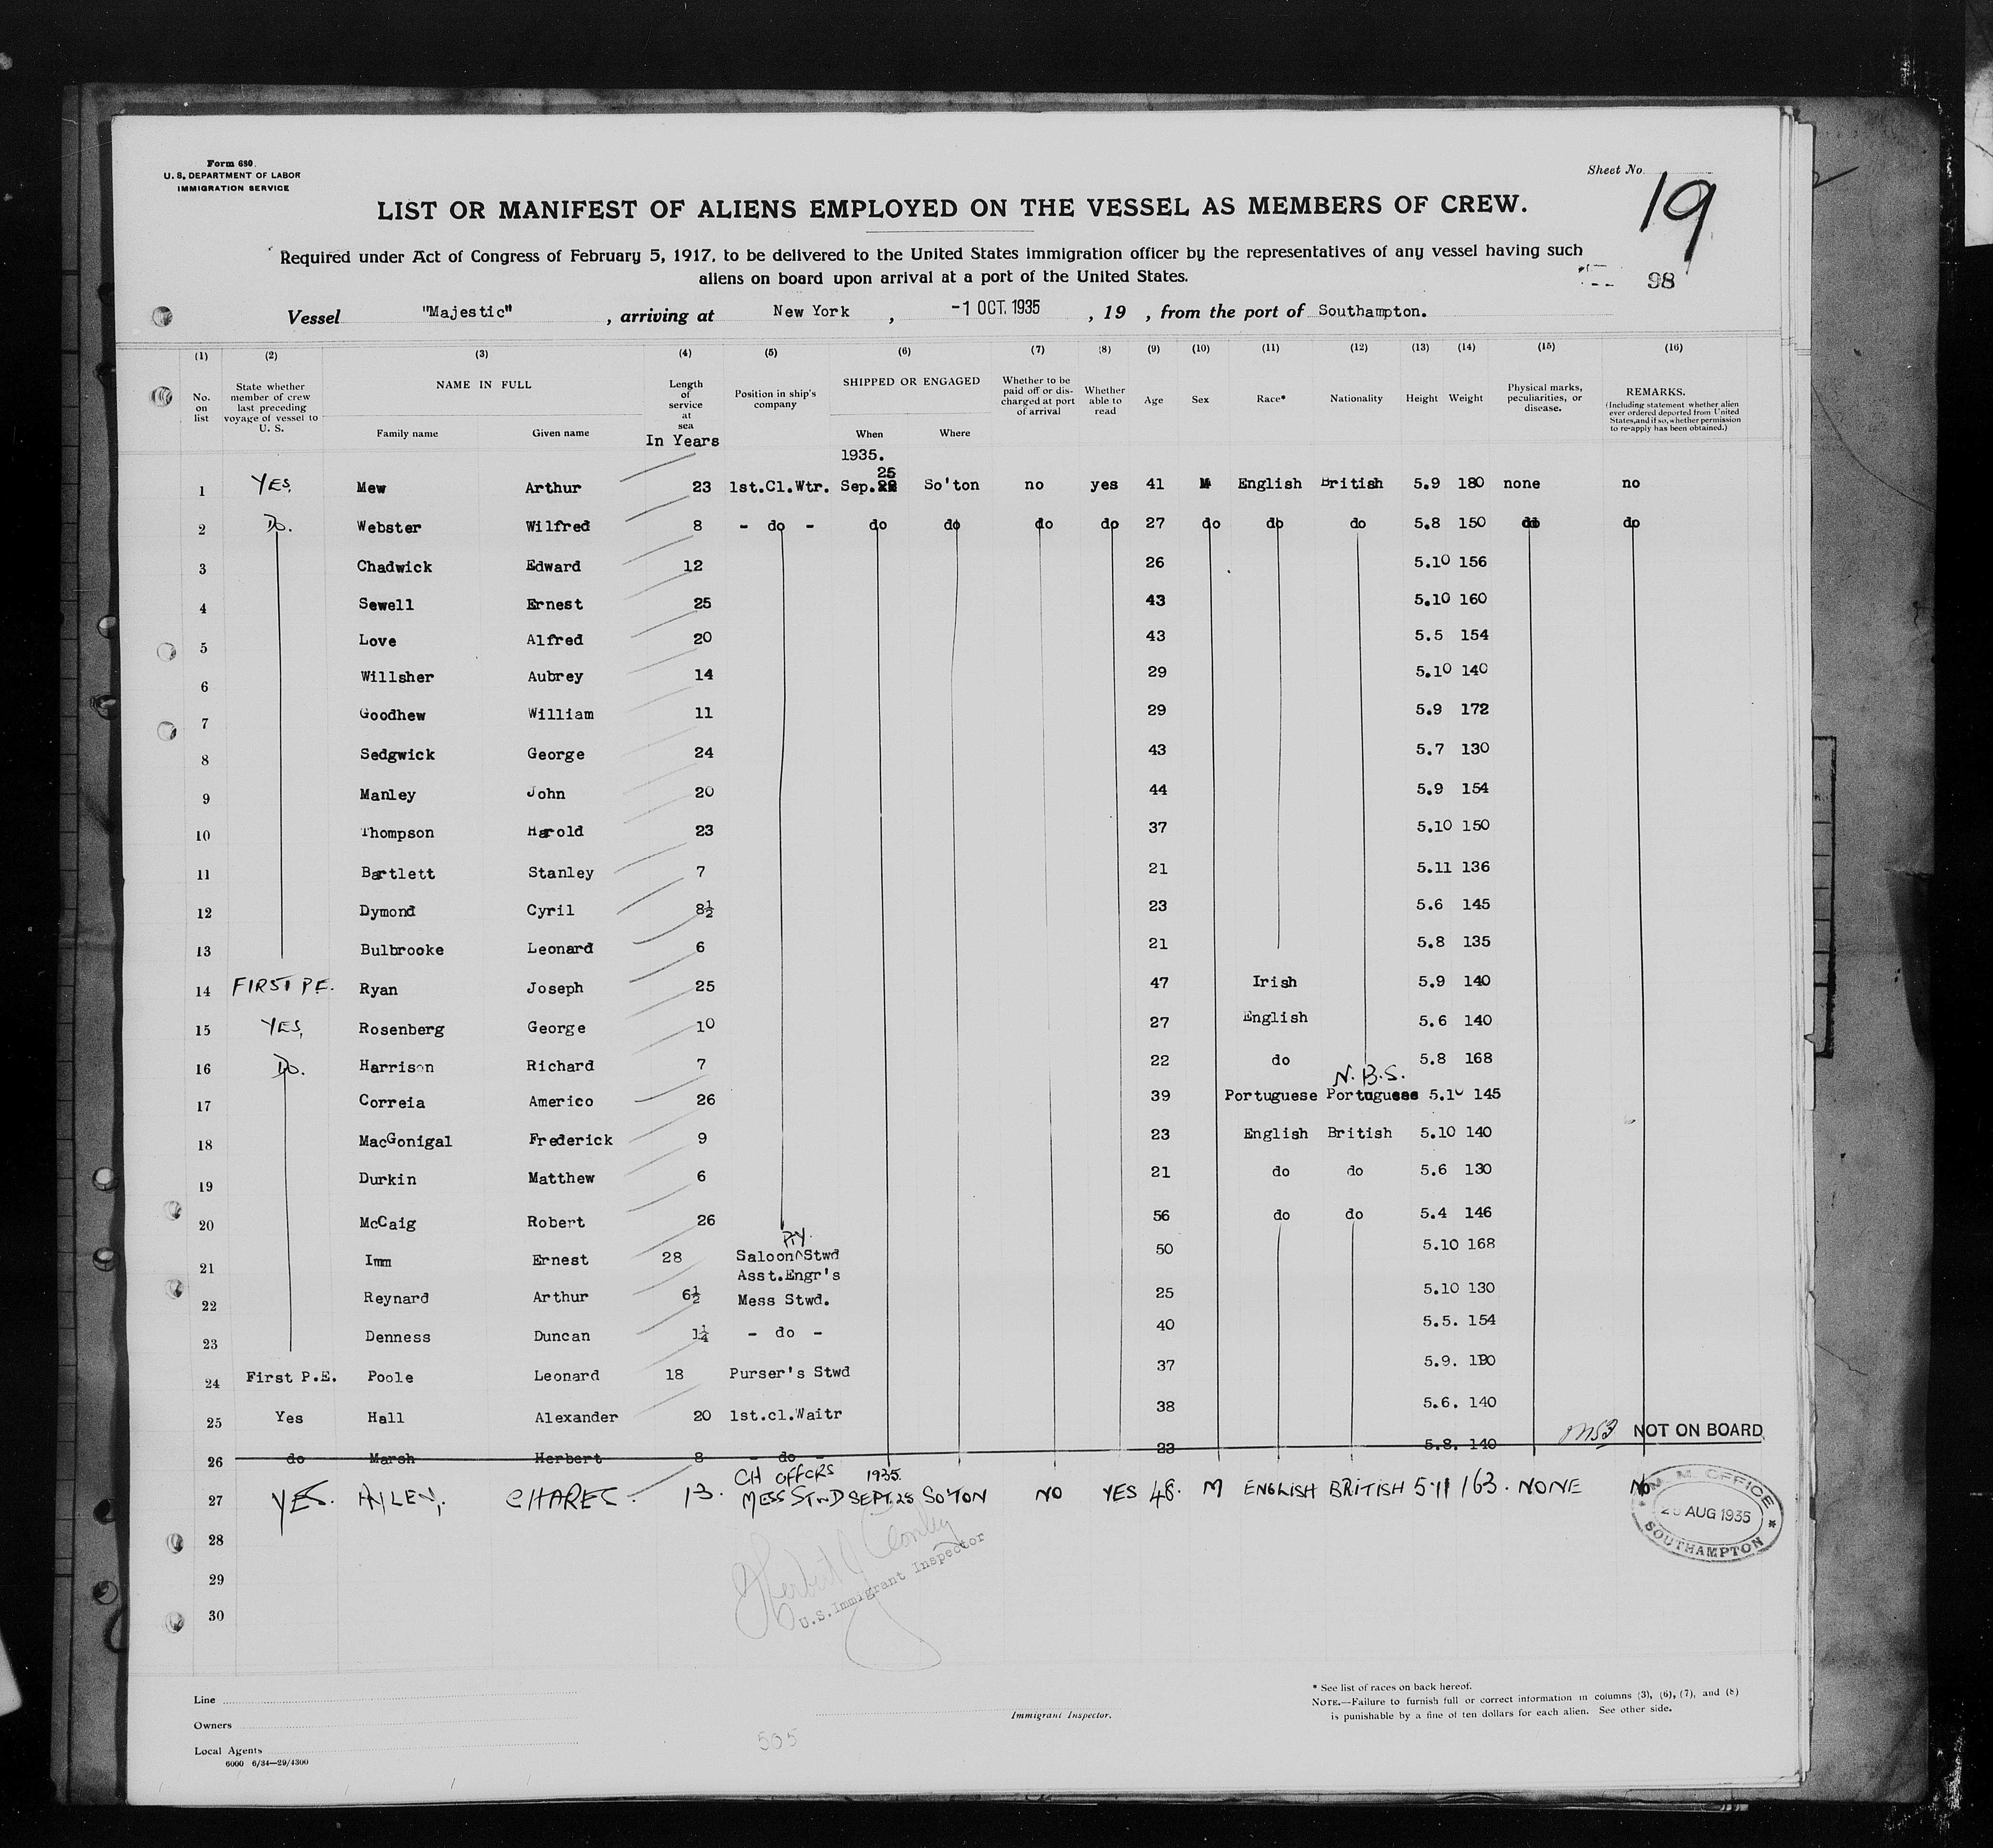 Form 680.
U. S. DEPARTMENT OF LABOR
IMMIGRATION SERVICE
Sheet No. 19
LIST OR MANIFEST OF ALIENS EMPLOYED ON THE VESSEL AS MEMBERS OF CREW.
Required under Act of Congress of February 5, 1917, to be delivered to the United States immigration officer by the representatives of any vessel having such
aliens on board upon arrival at a port of the United States.
98
Vessel "Majestic" , arriving at New York , -1 OCT. 1935 , 19 , from the port of Southampton.
(1) (2) (3) (4) (5) (6) (7) (8) (9) (10) (11) (12) (13) (14) (15) (16)
No. on list
State whether member of crew last preceding voyage of vessel to U. S.
NAME IN FULL
Family name Given name
Length of service at sea
In Years
Position in ship's company
SHIPPED OR ENGAGED
When Where
1935.
Whether to be paid off or discharged at port of arrival
Whether able to read
Age
Sex
Race*
Nationality
Height
Weight
Physical marks, peculiarities, or disease.
REMARKS.
(Including statement whether alien ever ordered deported from United States, and if so, whether permission to re-apply has been obtained.)
1 YES, Mew Arthur 23 1st.Cl.Wtr. Sep. 25 So'ton no yes 41 M English British 5.9 180 none no
2 Do. Webster Wilfred 8 - do - do do do do 27 do do do 5.8 150 do do
3 Chadwick Edward 12 26 5.10 156
4 Sewell Ernest 25 43 5.10 160
5 Love Alfred 20 43 5.5 154
6 Willsher Aubrey 14 29 5.10 140
7 Goodhew William 11 29 5.9 172
8 Sedgwick George 24 43 5.7 130
9 Manley John 20 44 5.9 154
10 Thompson Harold 23 37 5.10 150
11 Bartlett Stanley 7 21 5.11 136
12 Dymond Cyril 8½ 23 5.6 145
13 Bulbrooke Leonard 6 21 5.8 135
14 FIRST P.E. Ryan Joseph 25 47 Irish 5.9 140
15 YES, Rosenberg George 10 27 English 5.6 140
16 Do. Harrison Richard 7 22 do 5.8 168
N.B.S.
17 Correia Americo 26 39 Portuguese Portuguese 5.10 145
18 MacGonigal Frederick 9 23 English British 5.10 140
19 Durkin Matthew 6 21 do do 5.6 130
20 McCaig Robert 26 56 do do 5.4 146
21 Imm Ernest 28 Saloon Pty. Stwd 50 5.10 168
Asst.Engr's
22 Reynard Arthur 6½ Mess Stwd. 25 5.10 130
23 Denness Duncan 1¼ - do - 40 5.5. 154
24 First P.E. Poole Leonard 18 Purser's Stwd 37 5.9. 190
25 Yes Hall Alexander 20 1st.cl.Waitr 38 5.6. 140
NOT ON BOARD
26 do Marsh Herbert 8 - do - 23 5.8. 140
CH OFFCRS 1935.
27 YES. CHARES. 13. MESS STWD SEPT. 25 SO'TON NO YES 48. M ENGLISH BRITISH 5.11 163. NONE NO
28
29
30
M. M. OFFICE
AUG 1935
SOUTHAMPTON
Herbert J Conley
U.S. Immigrant Inspector
Line
Owners
Local Agents
6000 6/34—29/4300
505
Immigrant Inspector.
* See list of races on back hereof.
NOTE.—Failure to furnish full or correct information in columns (3), (6), (7), and (8)
is punishable by a fine of ten dollars for each alien. See other side.